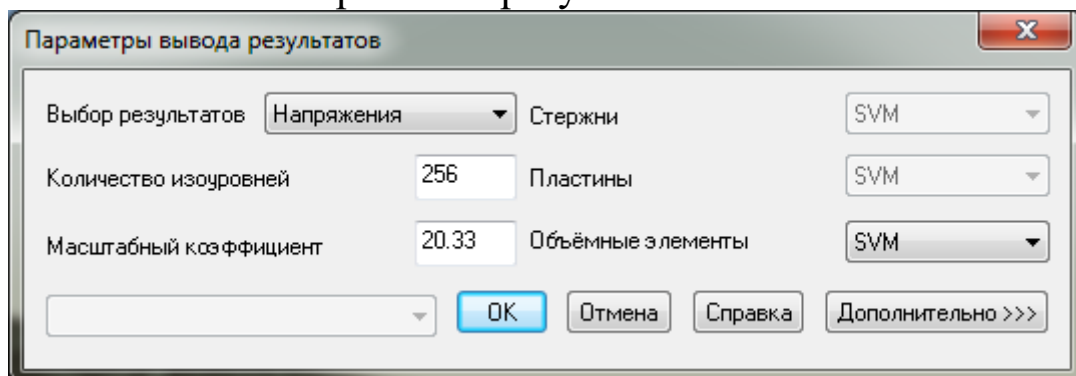 Параметры вывода результатов
Выбор результатов Напряжения Стержни SVM
Количество изоуровней 256 Пластины SVM
Масштабный коэффициент 20.33 Объёмные элементы SVM
OK Отмена Справка Дополнительно >>>